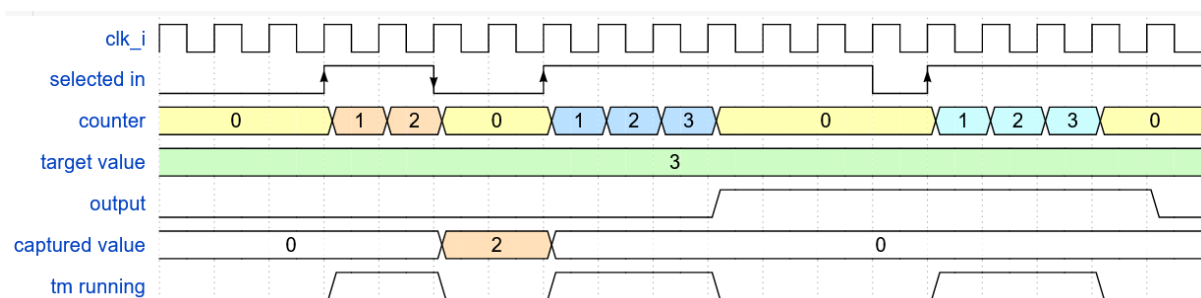 clk_i
selected in
counter 0 1 2 0 1 2 3 0 1 2 3 0
target value 3
output
captured value 0 2 0
tm running